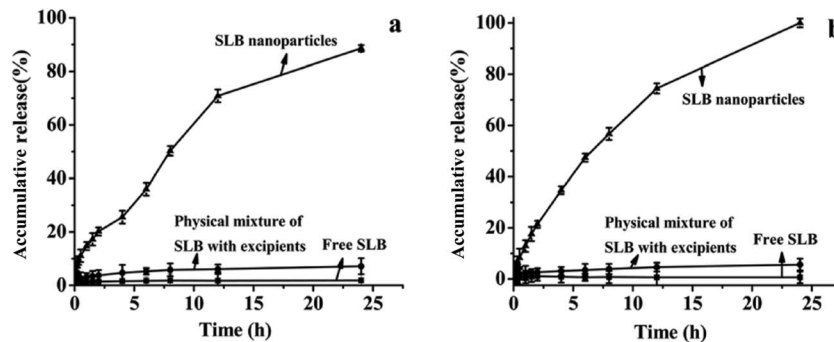 a
Accumulative release(%)
100
80
60
40
20
0
SLB nanoparticles
Physical mixture of
SLB with excipients
Free SLB
0
5
10
15
20
25
Time (h)
b
Accumulative release(%)
100
80
60
40
20
0
SLB nanoparticles
Physical mixture of
SLB with excipients
Free SLB
0
5
10
15
20
25
Time (h)